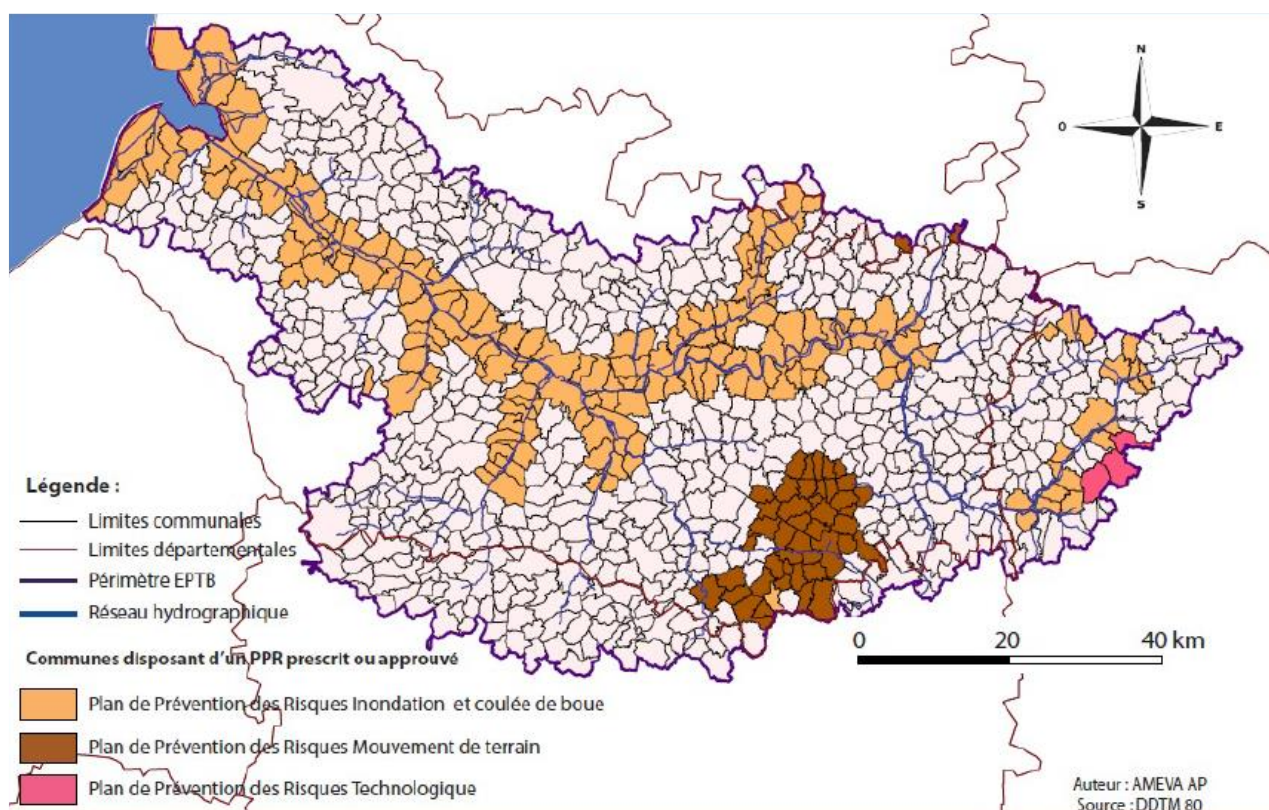 N
O
E
S
Légende :
Limites communales
Limites départementales
Périmètre EPTB
Réseau hydrographique
0 20 40 km
Communes disposant d'un PPR prescrit ou approuvé
Plan de Prévention des Risques Inondation et coulée de boue
Plan de Prévention des Risques Mouvement de terrain
Plan de Prévention des Risques Technologique
Auteur : AMEVA AP
Source : DDTM 80